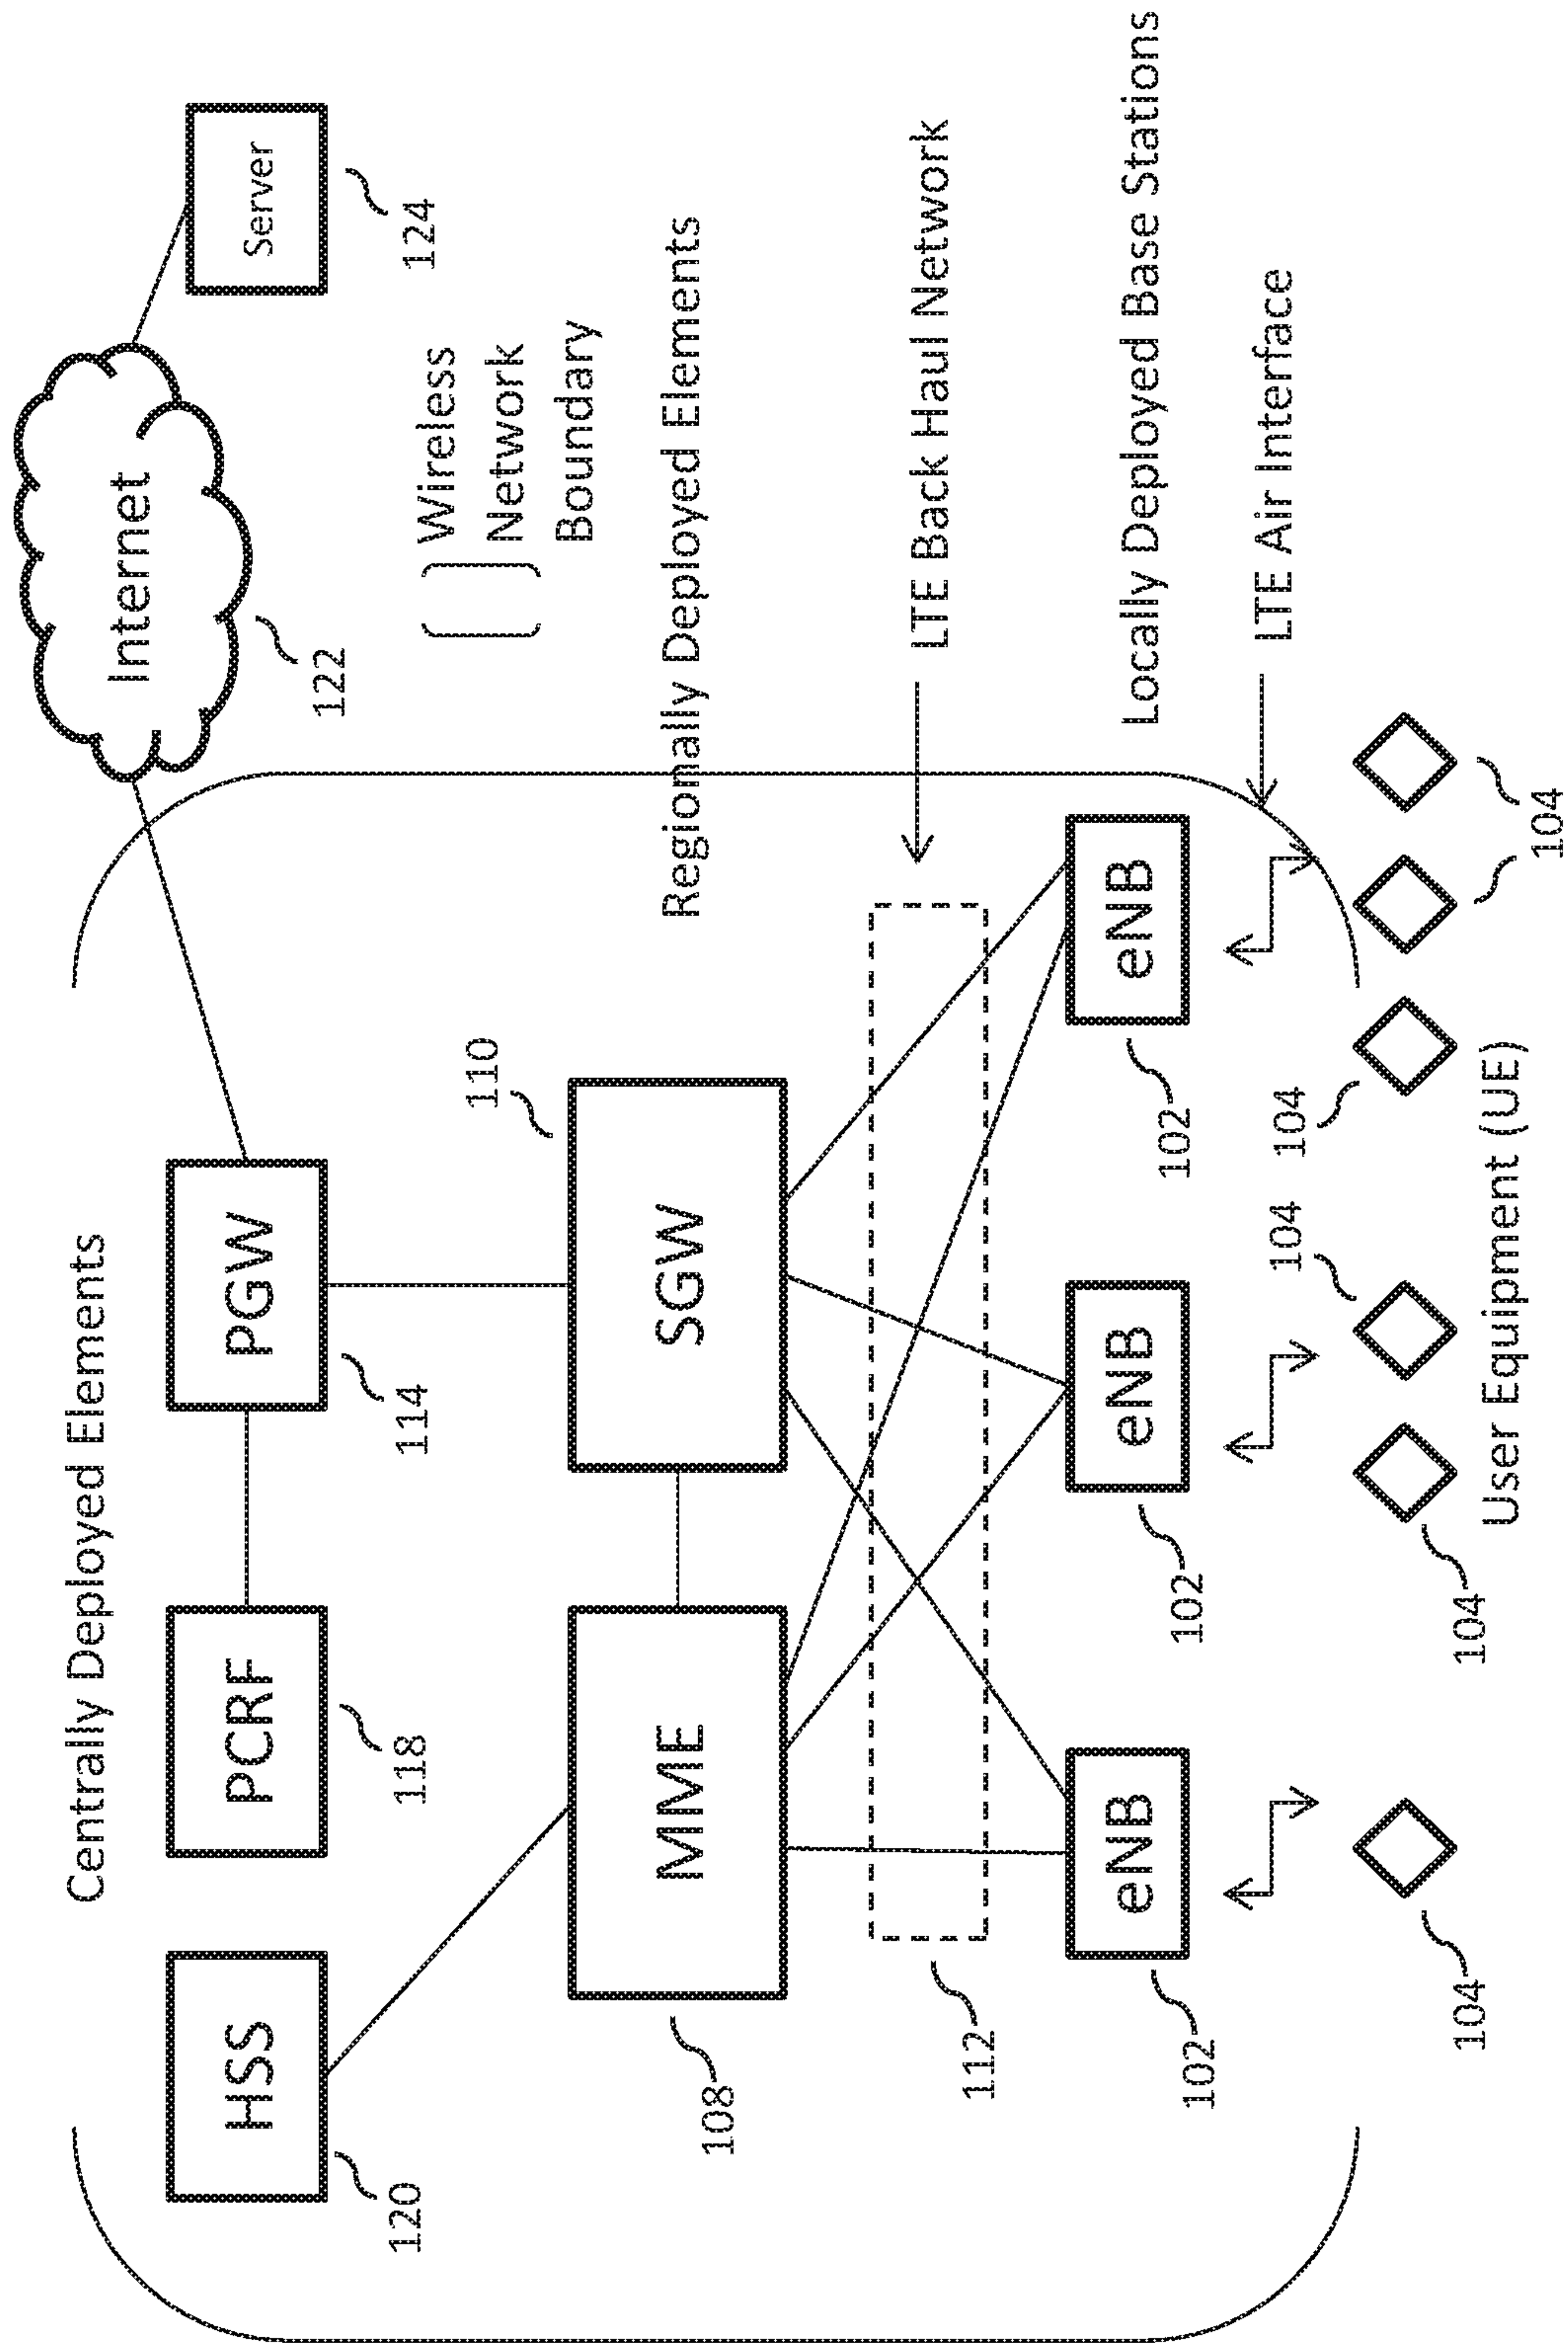 Centrally Deployed Elements
Internet
HSS
PCRF
PGW
Server
120
118
114
122
124
Wireless
Network
Boundary
110
MME
SGW
Regionally Deployed Elements
108
LTE Back Haul Network
112
eNB
eNB
eNB
Locally Deployed Base Stations
102
102
102
LTE Air Interface
104
104
104
104
104
104
User Equipment (UE)